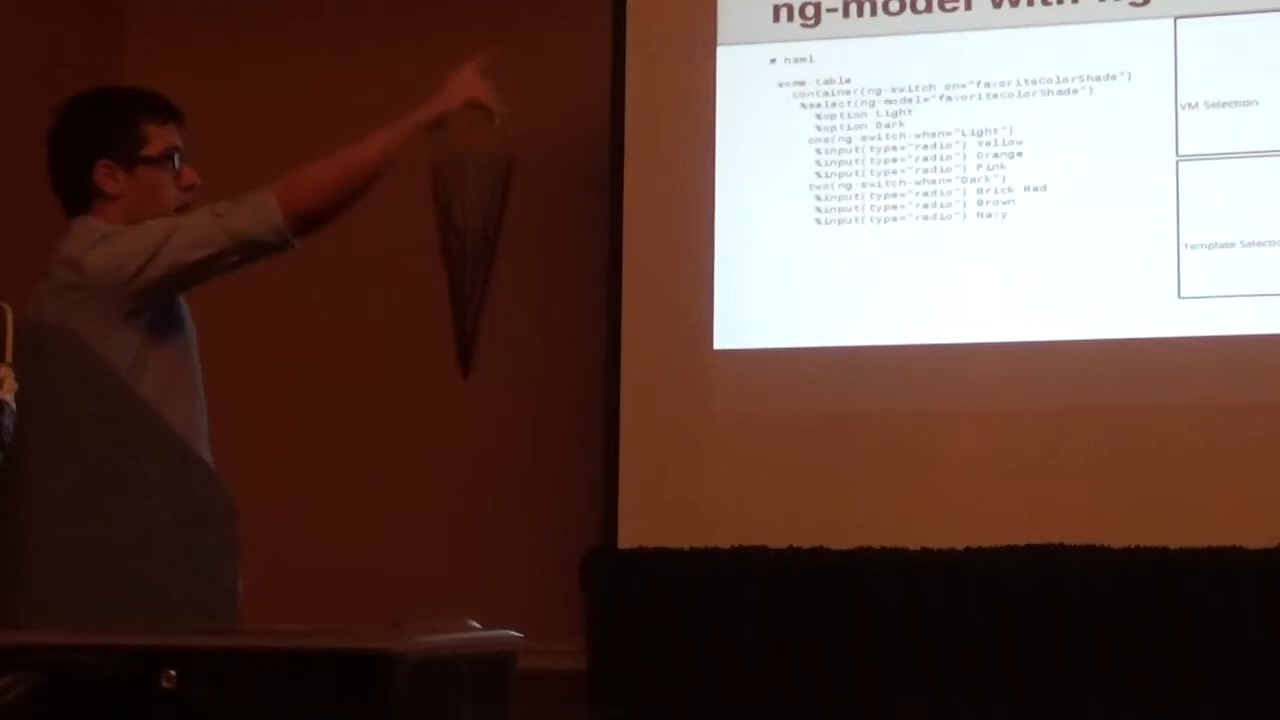 ng-model with ng
# haml
some-table
container(ng-switch on="favoriteColorShade")
%select(ng-model="favoriteColorShade")
%option Light
%option Dark
one(ng-switch-when="Light")
%input(type="radio") Yellow
%input(type="radio") Orange
%input(type="radio") Pink
two(ng-switch-when="Dark")
%input(type="radio") Brick Red
%input(type="radio") Brown
%input(type="radio") Navy
VM Selection
Template Selectio